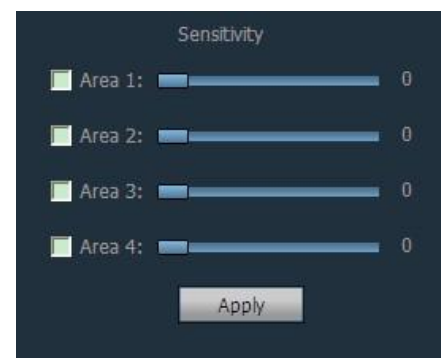 Sensitivity
Area 1: 0
Area 2: 0
Area 3: 0
Area 4: 0
Apply